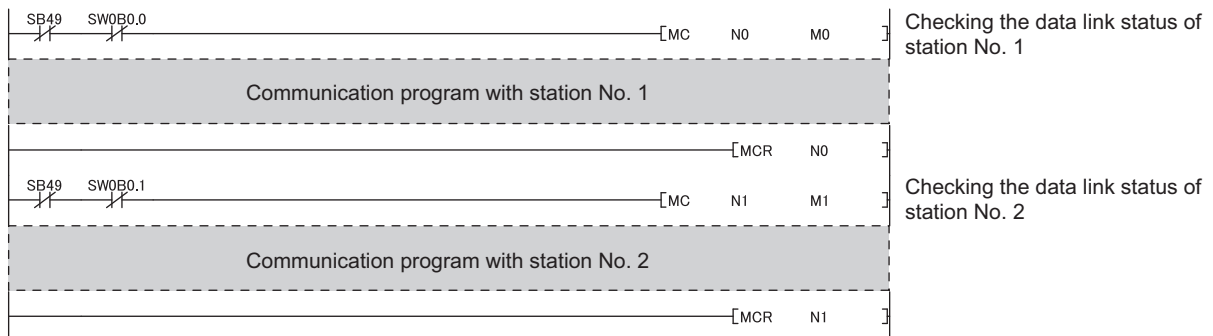 SB49 SW0B0.0
MC N0 M0
Checking the data link status of
station No. 1
Communication program with station No. 1
MCR N0
SB49 SW0B0.1
MC N1 M1
Checking the data link status of
station No. 2
Communication program with station No. 2
MCR N1